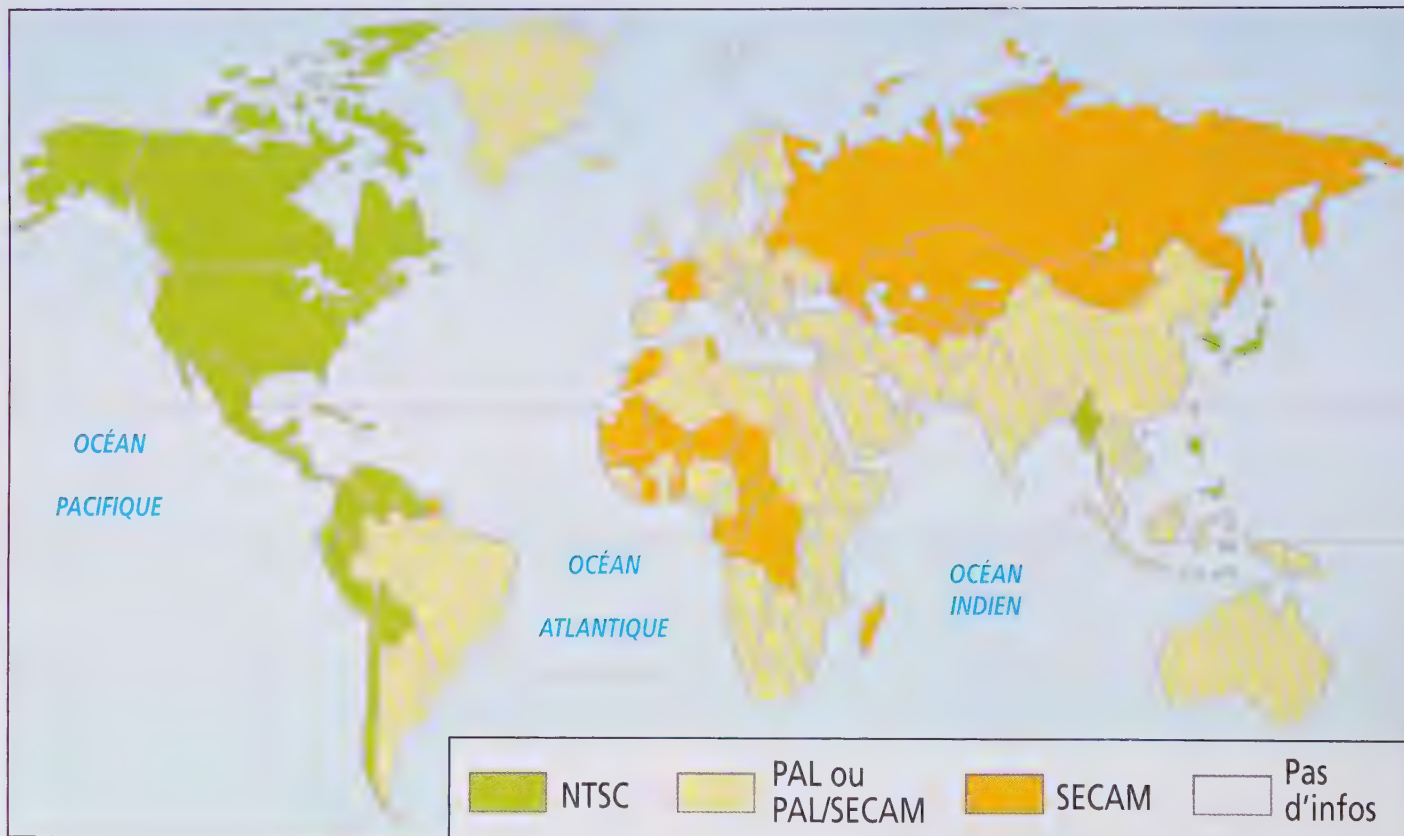 OCÉAN
PACIFIQUE
OCÉAN
ATLANTIQUE
OCÉAN
INDIEN
NTSC
PAL ou
PAL/SECAM
SECAM
Pas
d'infos